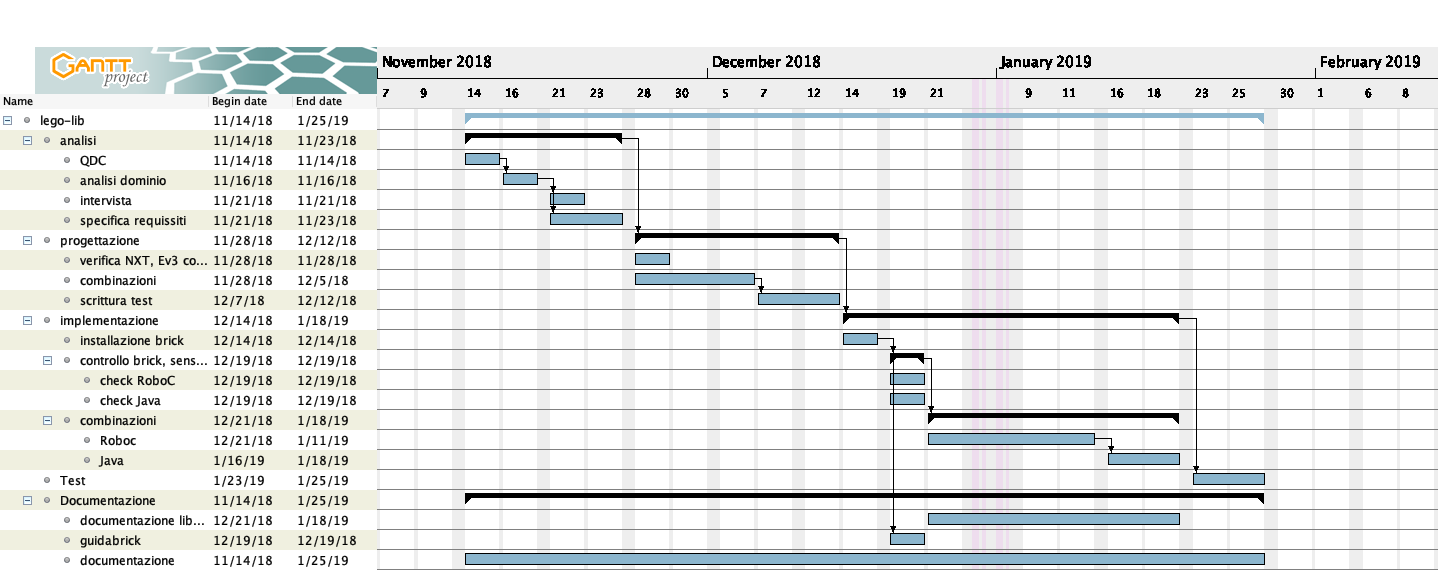 GANTT
project
November 2018 December 2018 January 2019 February 2019
7 9 14 16 21 23 28 30 5 7 12 14 19 21 9 11 16 18 23 25 30 1 6 8
Name Begin date End date
lego-lib 11/14/18 1/25/19
analisi 11/14/18 11/23/18
QDC 11/14/18 11/14/18
analisi dominio 11/16/18 11/16/18
intervista 11/21/18 11/21/18
specifica requissiti 11/21/18 11/23/18
progettazione 11/28/18 12/12/18
verifica NXT, Ev3 co... 11/28/18 11/28/18
combinazioni 11/28/18 12/5/18
scrittura test 12/7/18 12/12/18
implementazione 12/14/18 1/18/19
installazione brick 12/14/18 12/14/18
controllo brick, sens... 12/19/18 12/19/18
check RoboC 12/19/18 12/19/18
check Java 12/19/18 12/19/18
combinazioni 12/21/18 1/18/19
Roboc 12/21/18 1/11/19
Java 1/16/19 1/18/19
Test 1/23/19 1/25/19
Documentazione 11/14/18 1/25/19
documentazione lib... 12/21/18 1/18/19
guidabrick 12/19/18 12/19/18
documentazione 11/14/18 1/25/19